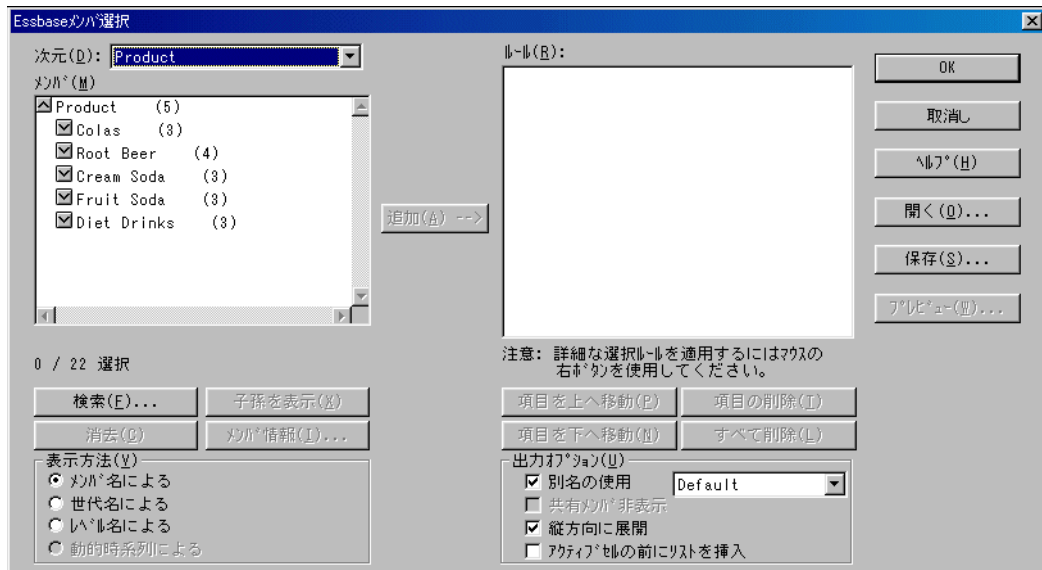 Essbaseﾒﾝﾊﾞ選択
次元(D): Product
ﾒﾝﾊﾞ(M)
Product (5)
Colas (3)
Root Beer (4)
Cream Soda (3)
Fruit Soda (3)
Diet Drinks (3)
0 / 22 選択
検索(F)... 子孫を表示(X)
消去(C) ﾒﾝﾊﾞ情報(I)...
表示方法(Y)
ﾒﾝﾊﾞ名による
世代名による
ﾚﾍﾞﾙ名による
動的時系列による
追加(A) -->
ﾙｰﾙ(R):
注意: 詳細な選択ﾙｰﾙを適用するにはﾏｳｽの
右ﾎﾞﾀﾝを使用してください。
項目を上へ移動(P) 項目の削除(T)
項目を下へ移動(N) すべて削除(L)
出力ｵﾌﾟｼｮﾝ(U)
別名の使用 Default
共有ﾒﾝﾊﾞ非表示
縦方向に展開
ｱｸﾃｨﾌﾞｾﾙの前にﾘｽﾄを挿入
OK
取消し
ﾍﾙﾌﾟ(H)
開く(O)...
保存(S)...
ﾌﾟﾚﾋﾞｭｰ(W)...